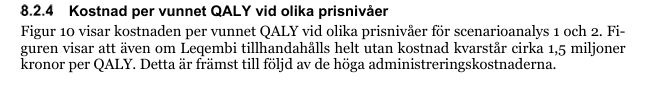 8.2.4 Kostnad per vunnet QALY vid olika prisnivåer
Figur 10 visar kostnaden per vunnet QALY vid olika prisnivåer för scenarioanalys 1 och 2. Fi-
guren visar att även om Leqembi tillhandahålls helt utan kostnad kvarstår cirka 1,5 miljoner
kronor per QALY. Detta är främst till följd av de höga administreringskostnaderna.